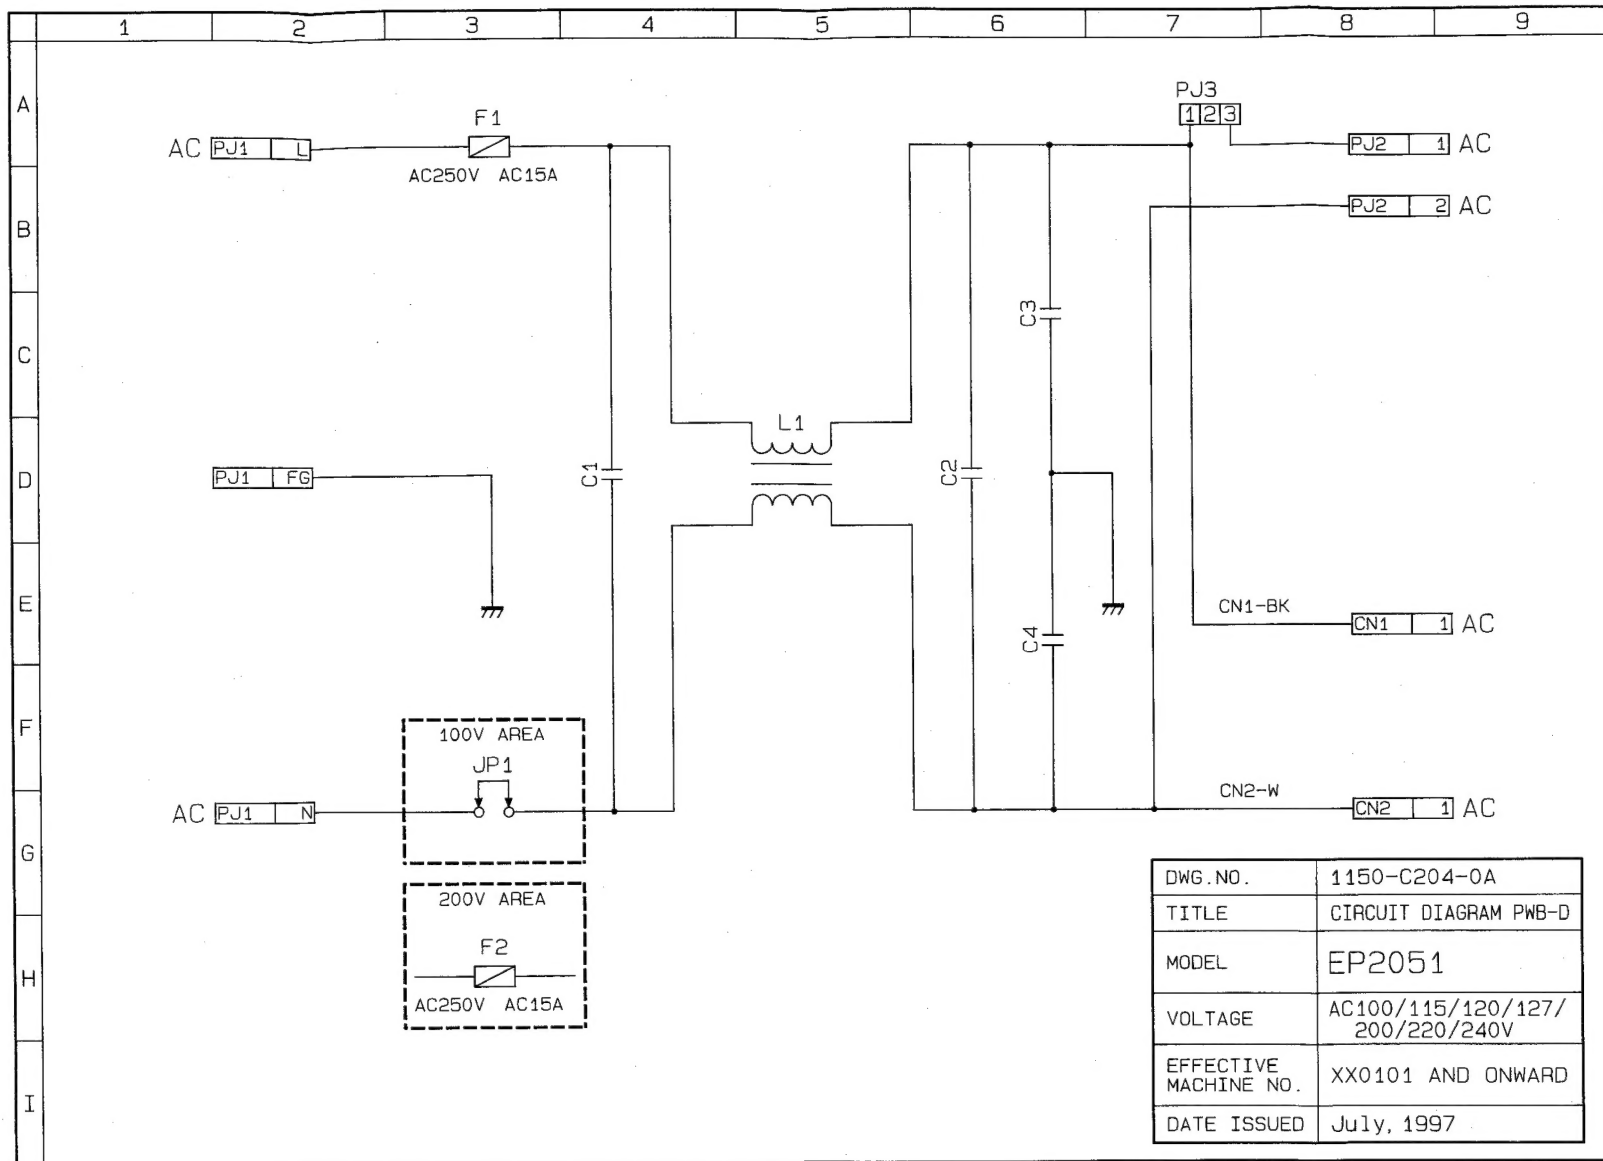 1 2 3 4 5 6 7 8 9
A
PJ3
1 2 3
F1
AC PJ1 L
PJ2 1 AC
AC250V AC15A
B
PJ2 2 AC
C
C3
L1
D
PJ1 FG
C1
C2
E
CN1-BK
CN1 1 AC
C4
F
100V AREA
JP1
CN2-W
AC PJ1 N
CN2 1 AC
G
200V AREA
F2
H
AC250V AC15A
I
DWG.NO. 1150-C204-0A
TITLE CIRCUIT DIAGRAM PWB-D
MODEL EP2051
VOLTAGE AC100/115/120/127/
200/220/240V
EFFECTIVE
MACHINE NO. XX0101 AND ONWARD
DATE ISSUED July, 1997